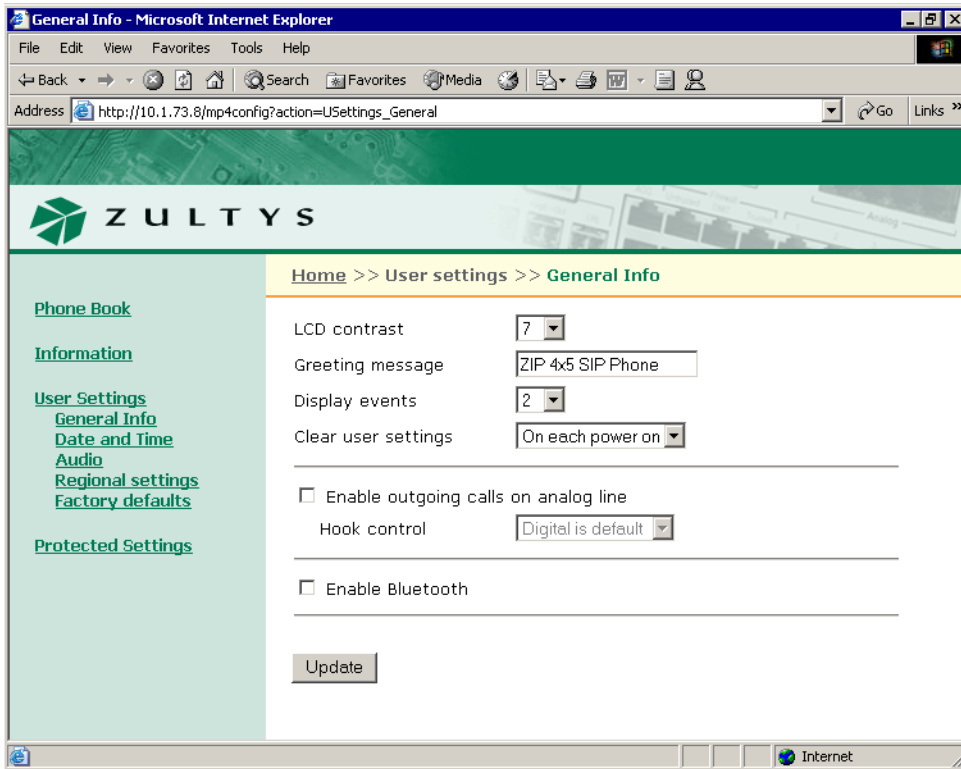 General Info - Microsoft Internet Explorer
File Edit View Favorites Tools Help
Back Search Favorites Media
Address http://10.1.73.8/mp4config?action=USettings_General Go Links »
ZULTYS
Analog
Home >> User settings >> General Info
Phone Book
Information
User Settings
General Info
Date and Time
Audio
Regional settings
Factory defaults
Protected Settings
LCD contrast 7
Greeting message ZIP 4x5 SIP Phone
Display events 2
Clear user settings On each power on
Enable outgoing calls on analog line
Hook control Digital is default
Enable Bluetooth
Update
Internet